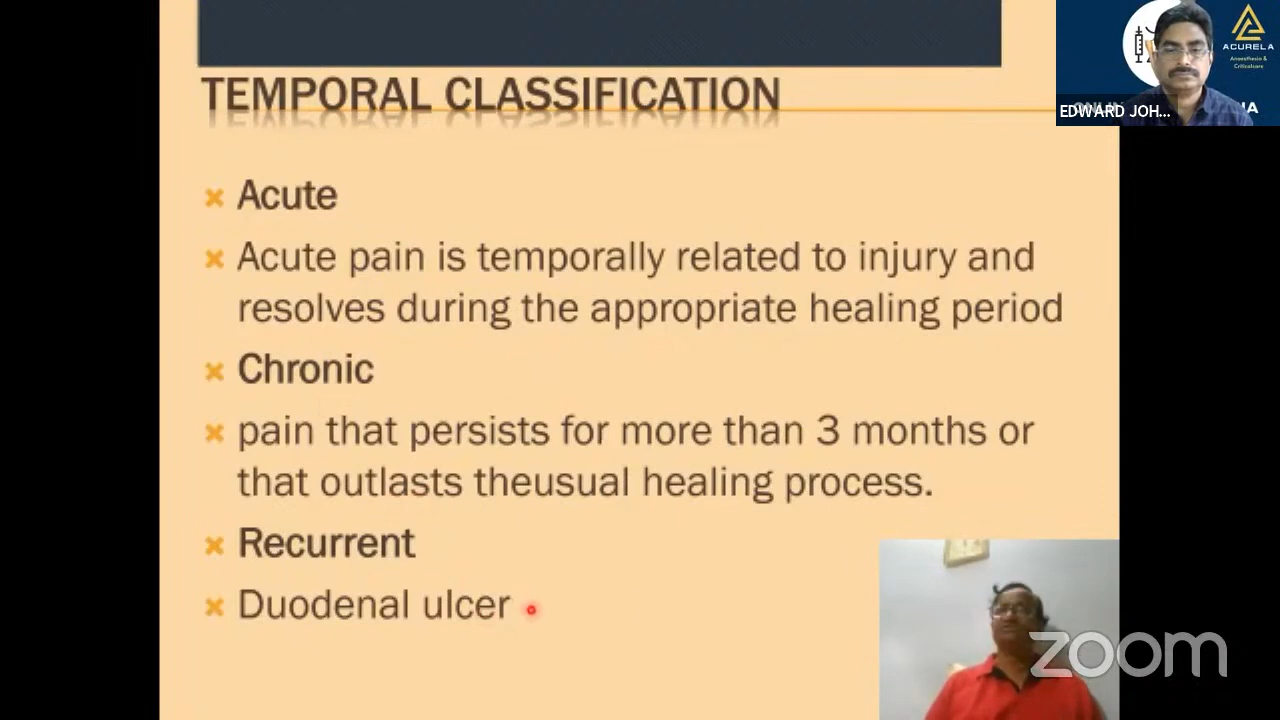 TEMPORAL CLASSIFICATION
Acute
Acute pain is temporally related to injury and
resolves during the appropriate healing period
Chronic
pain that persists for more than 3 months or
that outlasts theusual healing process.
Recurrent
Duodenal ulcer
ACURELA
Anaesthesia &
Criticalcare
EDWARD JOH...
zoom